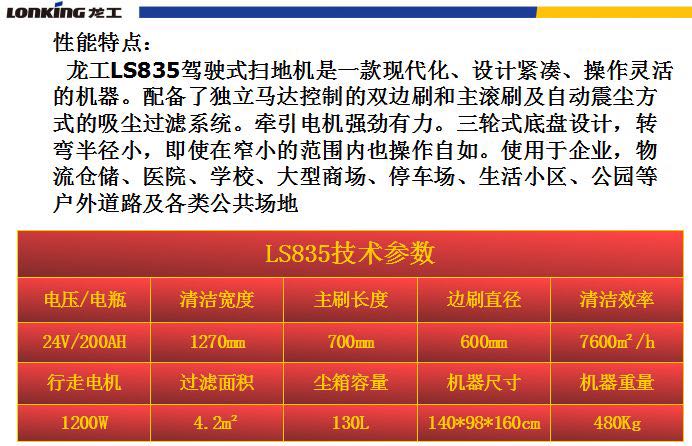 LONKING 龙工
性能特点：
龙工LS835驾驶式扫地机是一款现代化、设计紧凑、操作灵活
的机器。配备了独立马达控制的双边刷和主滚刷及自动震尘方
式的吸尘过滤系统。牵引电机强劲有力。三轮式底盘设计，转
弯半径小，即使在窄小的范围内也操作自如。使用于企业，物
流仓储、医院、学校、大型商场、停车场、生活小区、公园等
户外道路及各类公共场地
LS835技术参数
电压/电瓶 清洁宽度 主刷长度 边刷直径 清洁效率
24V/200AH 1270mm 700mm 600mm 7600m²/h
行走电机 过滤面积 尘箱容量 机器尺寸 机器重量
1200W 4.2m² 130L 140*98*160cm 480Kg